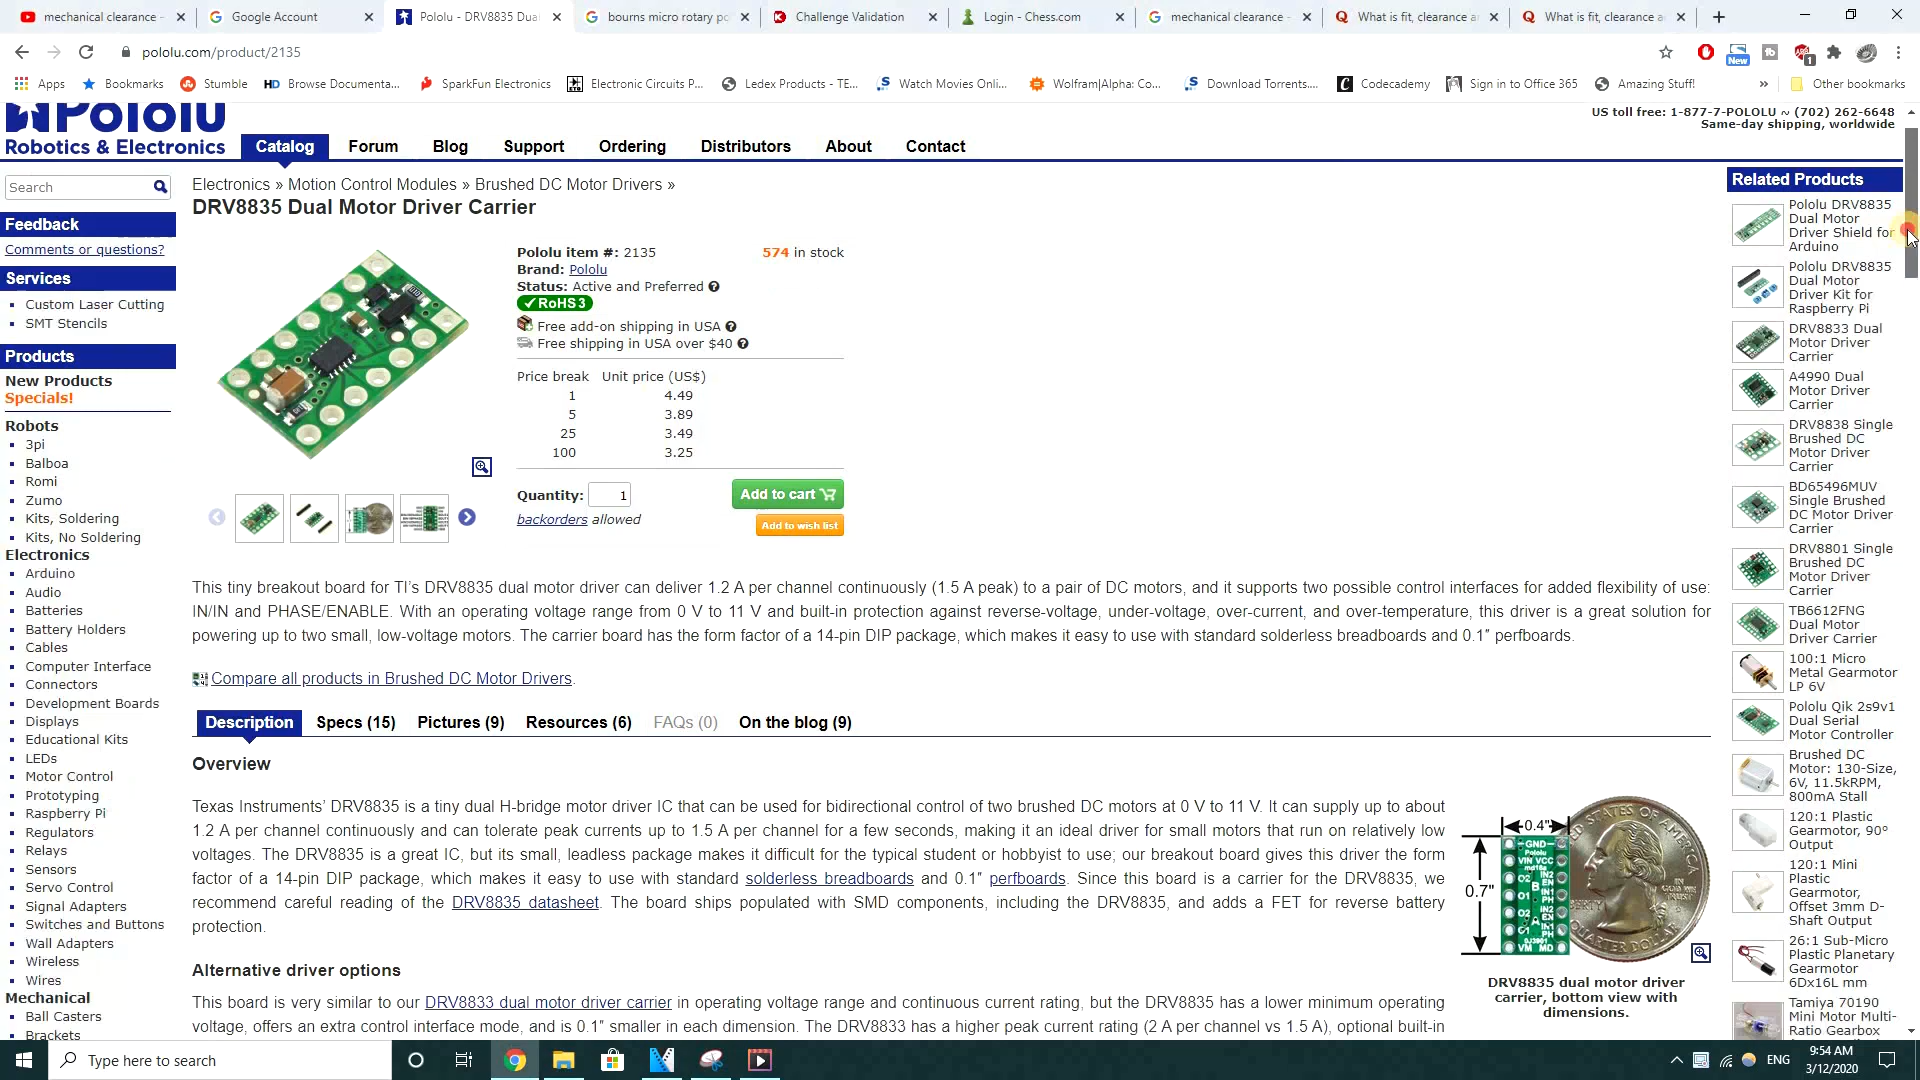 mechanical clearance -
Google Account
Pololu - DRV8835 Dua
bourns micro rotary po
Challenge Validation
Login - Chess.com
mechanical clearance -
What is fit, clearance a
What is fit, clearance a
pololu.com/product/2135
New
1
Apps
Bookmarks
Stumble
HD Browse Documenta...
SparkFun Electronics
Electronic Circuits P...
Ledex Products - TE...
Watch Movies Onli...
Wolfram|Alpha: Co...
Download Torrents....
Codecademy
Sign in to Office 365
Amazing Stuff!
»
Other bookmarks
Pololu
Robotics & Electronics
US toll free: 1-877-7-POLOLU ~ (702) 262-6648
Same-day shipping, worldwide
Catalog
Forum
Blog
Support
Ordering
Distributors
About
Contact
Search
Feedback
Comments or questions?
Services
Custom Laser Cutting
SMT Stencils
Products
New Products
Specials!
Robots
3pi
Balboa
Romi
Zumo
Kits, Soldering
Kits, No Soldering
Electronics
Arduino
Audio
Batteries
Battery Holders
Cables
Computer Interface
Connectors
Development Boards
Displays
Educational Kits
LEDs
Motor Control
Prototyping
Raspberry Pi
Regulators
Relays
Sensors
Servo Control
Signal Adapters
Switches and Buttons
Wall Adapters
Wireless
Wires
Mechanical
Ball Casters
Brackets
Electronics » Motion Control Modules » Brushed DC Motor Drivers »
DRV8835 Dual Motor Driver Carrier
Pololu item #: 2135
574 in stock
Brand: Pololu
Status: Active and Preferred
RoHS 3
Free add-on shipping in USA
Free shipping in USA over $40
Price break Unit price (US$)
1 4.49
5 3.89
25 3.49
100 3.25
Quantity: 1
Add to cart
backorders allowed
Add to wish list
This tiny breakout board for TI's DRV8835 dual motor driver can deliver 1.2 A per channel continuously (1.5 A peak) to a pair of DC motors, and it supports two possible control interfaces for added flexibility of use:
IN/IN and PHASE/ENABLE. With an operating voltage range from 0 V to 11 V and built-in protection against reverse-voltage, under-voltage, over-current, and over-temperature, this driver is a great solution for
powering up to two small, low-voltage motors. The carrier board has the form factor of a 14-pin DIP package, which makes it easy to use with standard solderless breadboards and 0.1" perfboards.
Compare all products in Brushed DC Motor Drivers.
Description
Specs (15)
Pictures (9)
Resources (6)
FAQs (0)
On the blog (9)
Overview
Texas Instruments' DRV8835 is a tiny dual H-bridge motor driver IC that can be used for bidirectional control of two brushed DC motors at 0 V to 11 V. It can supply up to about
1.2 A per channel continuously and can tolerate peak currents up to 1.5 A per channel for a few seconds, making it an ideal driver for small motors that run on relatively low
voltages. The DRV8835 is a great IC, but its small, leadless package makes it difficult for the typical student or hobbyist to use; our breakout board gives this driver the form
factor of a 14-pin DIP package, which makes it easy to use with standard solderless breadboards and 0.1" perfboards. Since this board is a carrier for the DRV8835, we
recommend careful reading of the DRV8835 datasheet. The board ships populated with SMD components, including the DRV8835, and adds a FET for reverse battery
protection.
Alternative driver options
This board is very similar to our DRV8833 dual motor driver carrier in operating voltage range and continuous current rating, but the DRV8835 has a lower minimum operating
voltage, offers an extra control interface mode, and is 0.1" smaller in each dimension. The DRV8833 has a higher peak current rating (2 A per channel vs 1.5 A), optional built-in
0.4"
0.7"
GND
Pololu
VIN VCC
VM MD
QUARTER DOLLAR
DRV8835 dual motor driver
carrier, bottom view with
dimensions.
Related Products
Pololu DRV8835
Dual Motor
Driver Shield for
Arduino
Pololu DRV8835
Dual Motor
Driver Kit for
Raspberry Pi
DRV8833 Dual
Motor Driver
Carrier
A4990 Dual
Motor Driver
Carrier
DRV8838 Single
Brushed DC
Motor Driver
Carrier
BD65496MUV
Single Brushed
DC Motor Driver
Carrier
DRV8801 Single
Brushed DC
Motor Driver
Carrier
TB6612FNG
Dual Motor
Driver Carrier
100:1 Micro
Metal Gearmotor
LP 6V
Pololu Qik 2s9v1
Dual Serial
Motor Controller
Brushed DC
Motor: 130-Size,
6V, 11.5kRPM,
800mA Stall
120:1 Plastic
Gearmotor, 90°
Output
120:1 Mini
Plastic
Gearmotor,
Offset 3mm D-
Shaft Output
26:1 Sub-Micro
Plastic Planetary
Gearmotor
6Dx16L mm
Tamiya 70190
Mini Motor Multi-
Ratio Gearbox
Type here to search
ENG
9:54 AM
3/12/2020